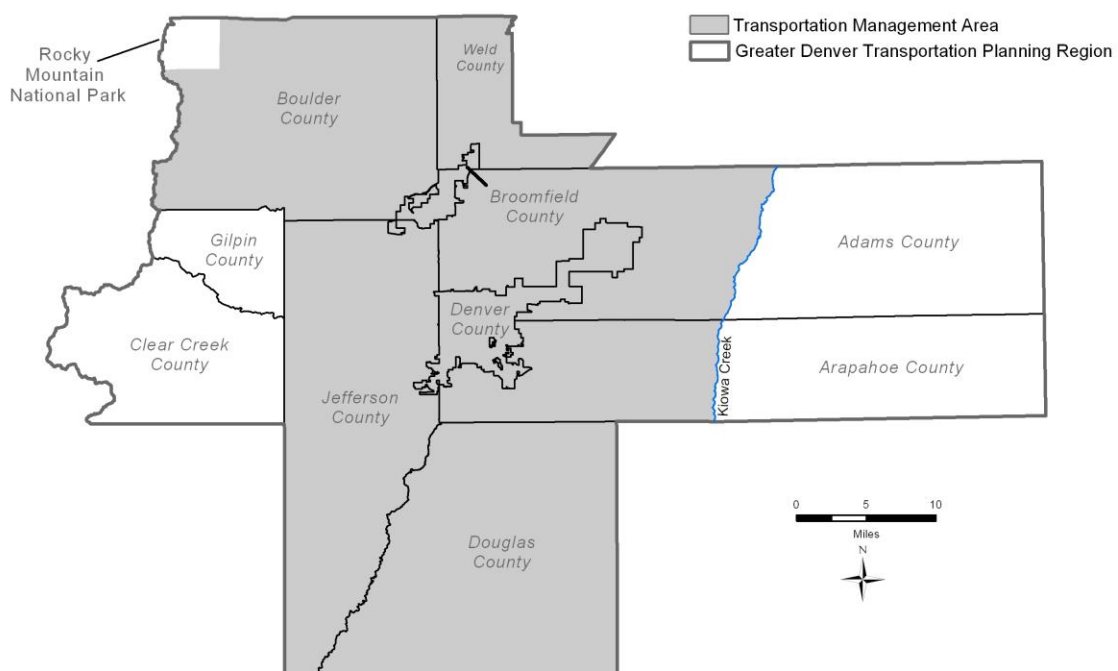 Transportation Management Area
Greater Denver Transportation Planning Region
Rocky
Mountain
National Park
Weld
County
Boulder
County
Broomfield
County
Gilpin
County
Adams County
Denver
County
Clear Creek
County
Kiowa Creek
Arapahoe County
Jefferson
County
0 5 10
Miles
N
Douglas
County